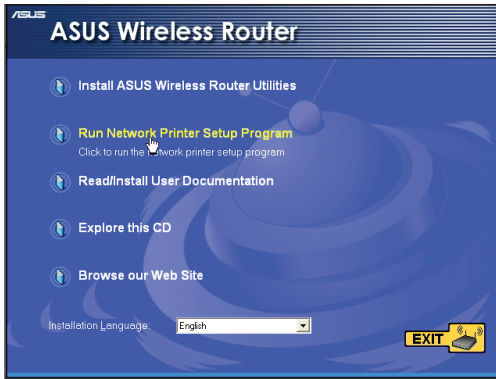 ASUS
ASUS Wireless Router
Install ASUS Wireless Router Utilities
Run Network Printer Setup Program
Click to run the network printer setup program
Read/Install User Documentation
Explore this CD
Browse our Web Site
Installation Language: English
EXIT